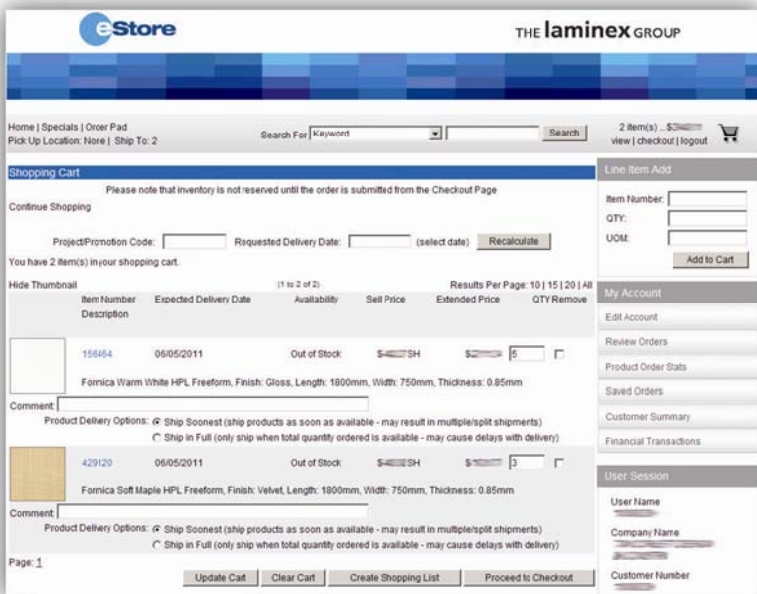 eStore
THE laminex GROUP
Home | Specials | Orrer Pad
Pick Up Location: Nore | Ship To: 2
Search For Keyword Search
2 item(s) ...$
view | checkout | logout
Shopping Cart
Please note that inventory is not reserved until the order is submitted from the Checkout Page
Continue Shopping
Project/Promotion Code: Requested Delivery Date: (select date) Recalculate
You have 2 item(s) in your shopping cart.
Hide Thumbnail (1 to 2 of 2) Results Per Page: 10 | 15 | 20 | All
Item Number Expected Delivery Date Availability Sell Price Extended Price QTY Remove
Description
156464 06/05/2011 Out of Stock $ SH $ 5
Formica Warm White HPL Freeform, Finish: Gloss, Length: 1800mm, Width: 750mm, Thickness: 0.85mm
Comment
Product Delivery Options: Ship Soonest (ship products as soon as available - may result in multiple/split shipments)
Ship in Full (only ship when total quantity ordered is available - may cause delays with delivery)
429120 06/05/2011 Out of Stock $ SH $ 3
Formica Soft Maple HPL Freeform, Finish: Velvet, Length: 1800mm, Width: 750mm, Thickness: 0.85mm
Comment
Product Delivery Options: Ship Soonest (ship products as soon as available - may result in multiple/split shipments)
Ship in Full (only ship when total quantity ordered is available - may cause delays with delivery)
Page: 1
Update Cart Clear Cart Create Shopping List Proceed to Checkout
Line Item Add
Item Number:
QTY:
UOM:
Add to Cart
My Account
Edit Account
Review Orders
Product Order Stats
Saved Orders
Customer Summary
Financial Transactions
User Session
User Name
Company Name
Customer Number